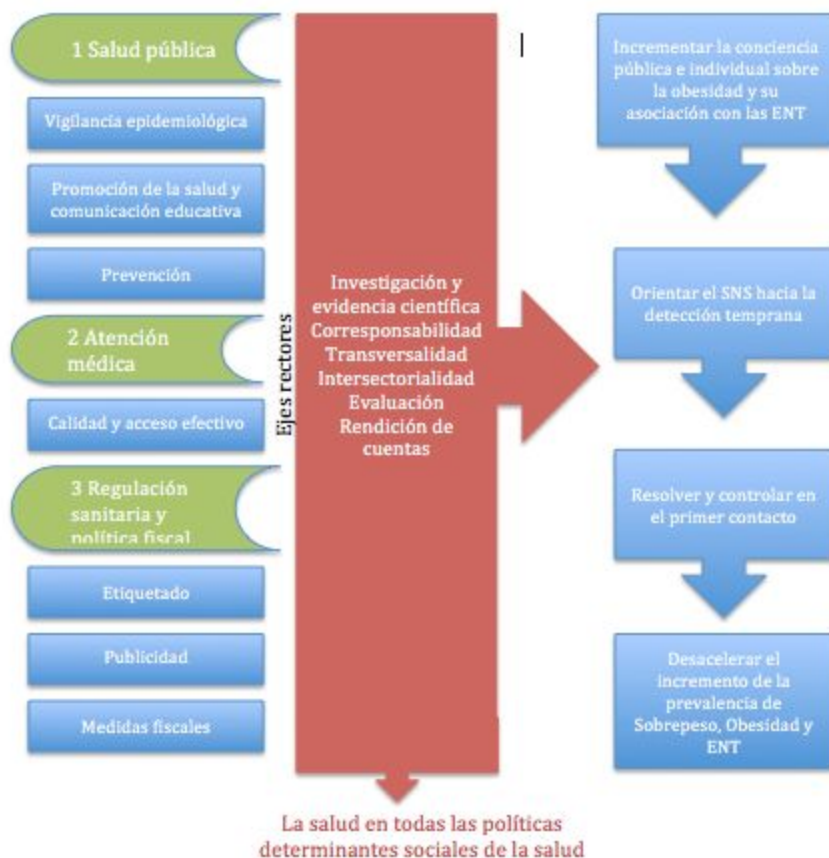 1 Salud pública
Vigilancia epidemiológica
Promoción de la salud y
comunicación educativa
Prevención
2 Atención
médica
Calidad y acceso efectivo
3 Regulación
sanitaria y
política fiscal
Etiquetado
Publicidad
Medidas fiscales
Ejes rectores
Investigación y
evidencia científica
Corresponsabilidad
Transversalidad
Intersectorialidad
Evaluación
Rendición de
cuentas
La salud en todas las políticas
determinantes sociales de la salud
Incrementar la conciencia
pública e individual sobre
la obesidad y su
asociación con las ENT
Orientar el SNS hacia la
detección temprana
Resolver y controlar en
el primer contacto
Desacelerar el
incremento de la
prevalencia de
Sobrepeso, Obesidad y
ENT